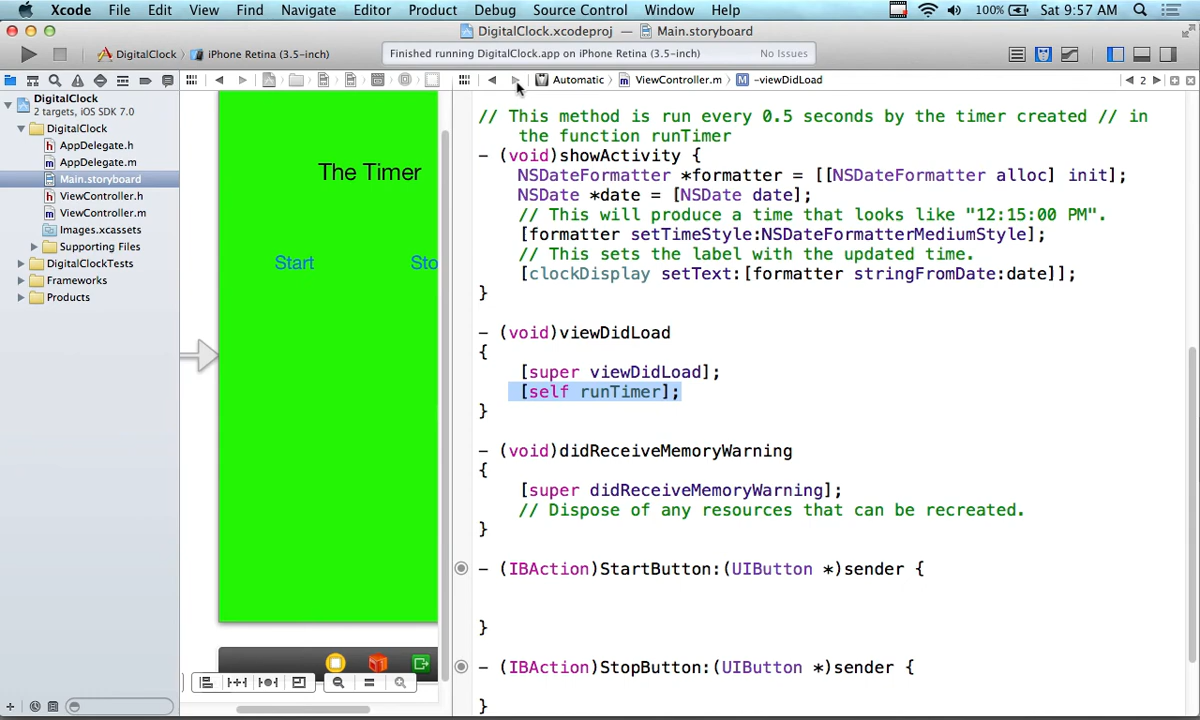 Xcode File Edit View Find Navigate Editor Product Debug Source Control Window Help 100% Sat 9:57 AM
DigitalClock.xcodeproj — Main.storyboard
DigitalClock iPhone Retina (3.5-inch) Finished running DigitalClock.app on iPhone Retina (3.5-inch) No Issues
Automatic ViewController.m M -viewDidLoad 2
DigitalClock
2 targets, iOS SDK 7.0
DigitalClock
h AppDelegate.h
m AppDelegate.m
Main.storyboard
h ViewController.h
m ViewController.m
Images.xcassets
Supporting Files
DigitalClockTests
Frameworks
Products
The Timer
Start Sto
// This method is run every 0.5 seconds by the timer created // in
the function runTimer
- (void)showActivity {
NSDateFormatter *formatter = [[NSDateFormatter alloc] init];
NSDate *date = [NSDate date];
// This will produce a time that looks like "12:15:00 PM".
[formatter setTimeStyle:NSDateFormatterMediumStyle];
// This sets the label with the updated time.
[clockDisplay setText:[formatter stringFromDate:date]];
}
- (void)viewDidLoad
{
[super viewDidLoad];
[self runTimer];
}
- (void)didReceiveMemoryWarning
{
[super didReceiveMemoryWarning];
// Dispose of any resources that can be recreated.
}
- (IBAction)StartButton:(UIButton *)sender {
}
- (IBAction)StopButton:(UIButton *)sender {
}